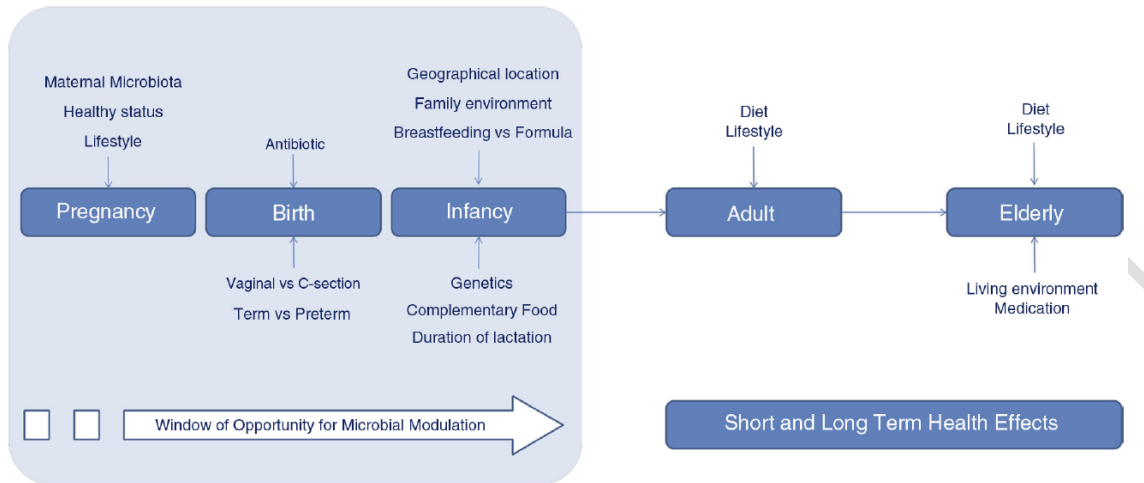 Maternal Microbiota
Healthy status
Lifestyle
Pregnancy
Antibiotic
Birth
Vaginal vs C-section
Term vs Preterm
Geographical location
Family environment
Breastfeeding vs Formula
Infancy
Genetics
Complementary Food
Duration of lactation
Diet
Lifestyle
Adult
Diet
Lifestyle
Elderly
Living environment
Medication
Window of Opportunity for Microbial Modulation
Short and Long Term Health Effects